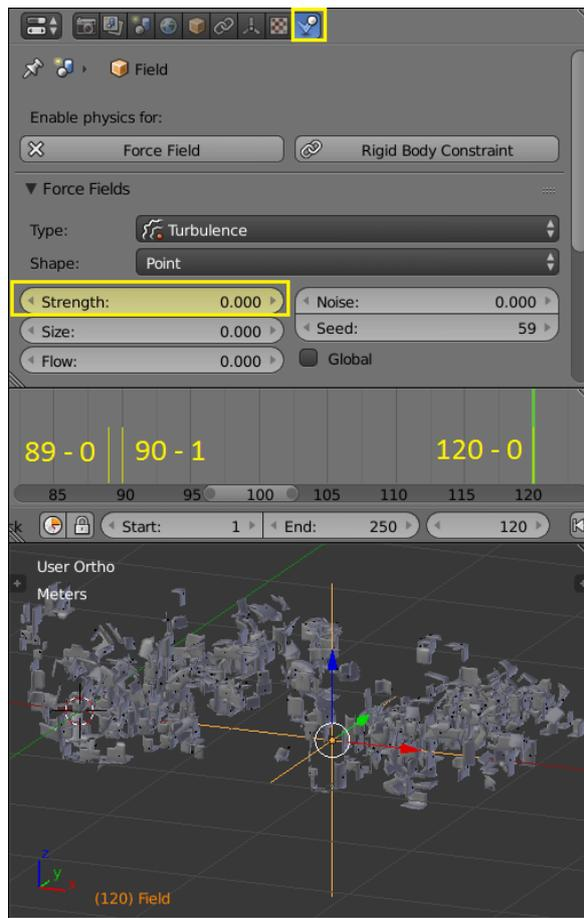 Field
Enable physics for:
Force Field Rigid Body Constraint
Force Fields
Type: Turbulence
Shape: Point
Strength: 0.000 Noise: 0.000
Size: 0.000 Seed: 59
Flow: 0.000 Global
89 - 0 90 - 1 120 - 0
85 90 95 100 105 110 115 120
k Start: 1 End: 250 120
User Ortho
Meters
z
y
x
(120) Field